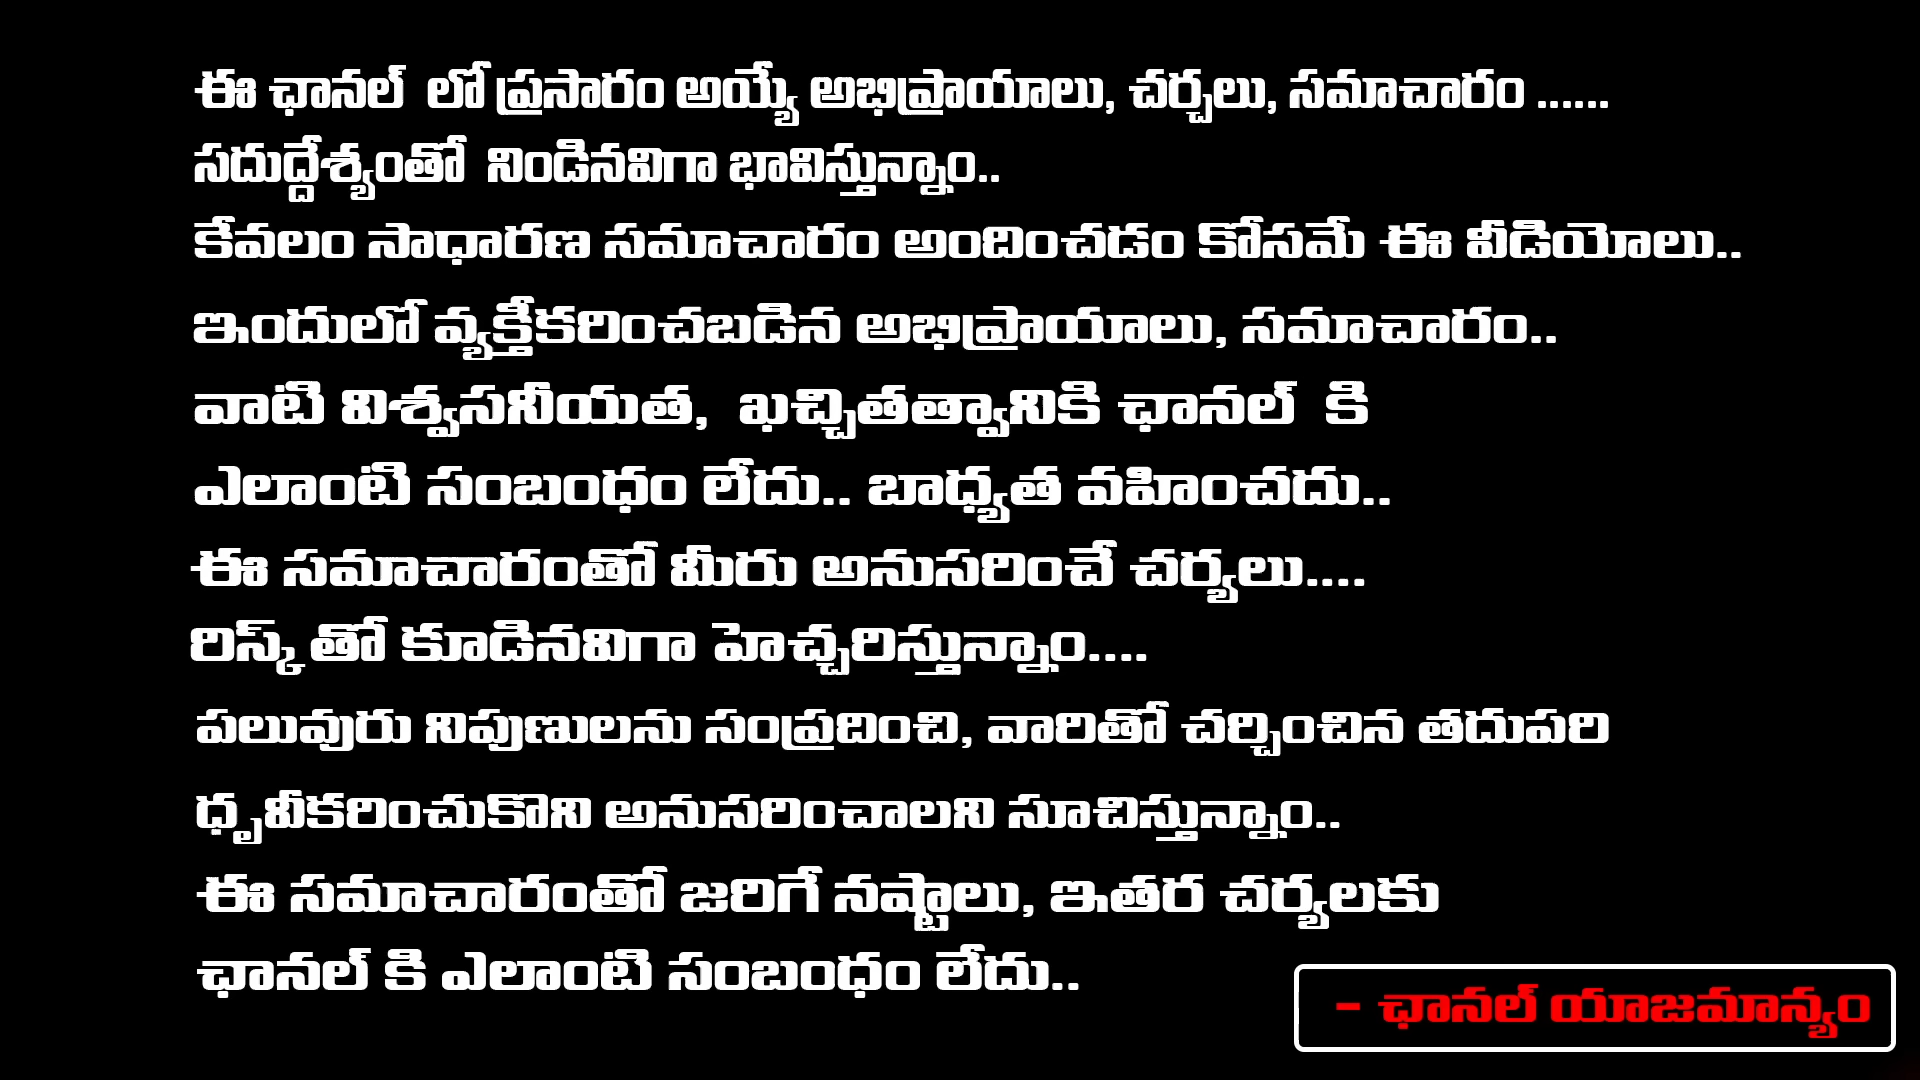 ఈ ఛానల్ లో ప్రసారం అయ్యే అభిప్రాయాలు, చర్చలు, సమాచారం ......
సదుద్దేశ్యంతో నిండినవిగా భావిస్తున్నాం..
కేవలం సాధారణ సమాచారం అందించడం కోసమే ఈ వీడియోలు..
ఇందులో వ్యక్తీకరించబడిన అభిప్రాయాలు, సమాచారం..
వాటి విశ్వసనీయత, ఖచ్చితత్వానికి ఛానల్ కి
ఎలాంటి సంబంధం లేదు.. బాధ్యత వహించదు..
ఈ సమాచారంతో మీరు అనుసరించే చర్యలు....
రిస్క్ తో కూడినవిగా హెచ్చరిస్తున్నాం....
పలువురు నిపుణులను సంప్రదించి, వారితో చర్చించిన తదుపరి
ధృవీకరించుకొని అనుసరించాలని సూచిస్తున్నాం..
ఈ సమాచారంతో జరిగే నష్టాలు, ఇతర చర్యలకు
ఛానల్ కి ఎలాంటి సంబంధం లేదు..
- ఛానల్ యాజమాన్యం